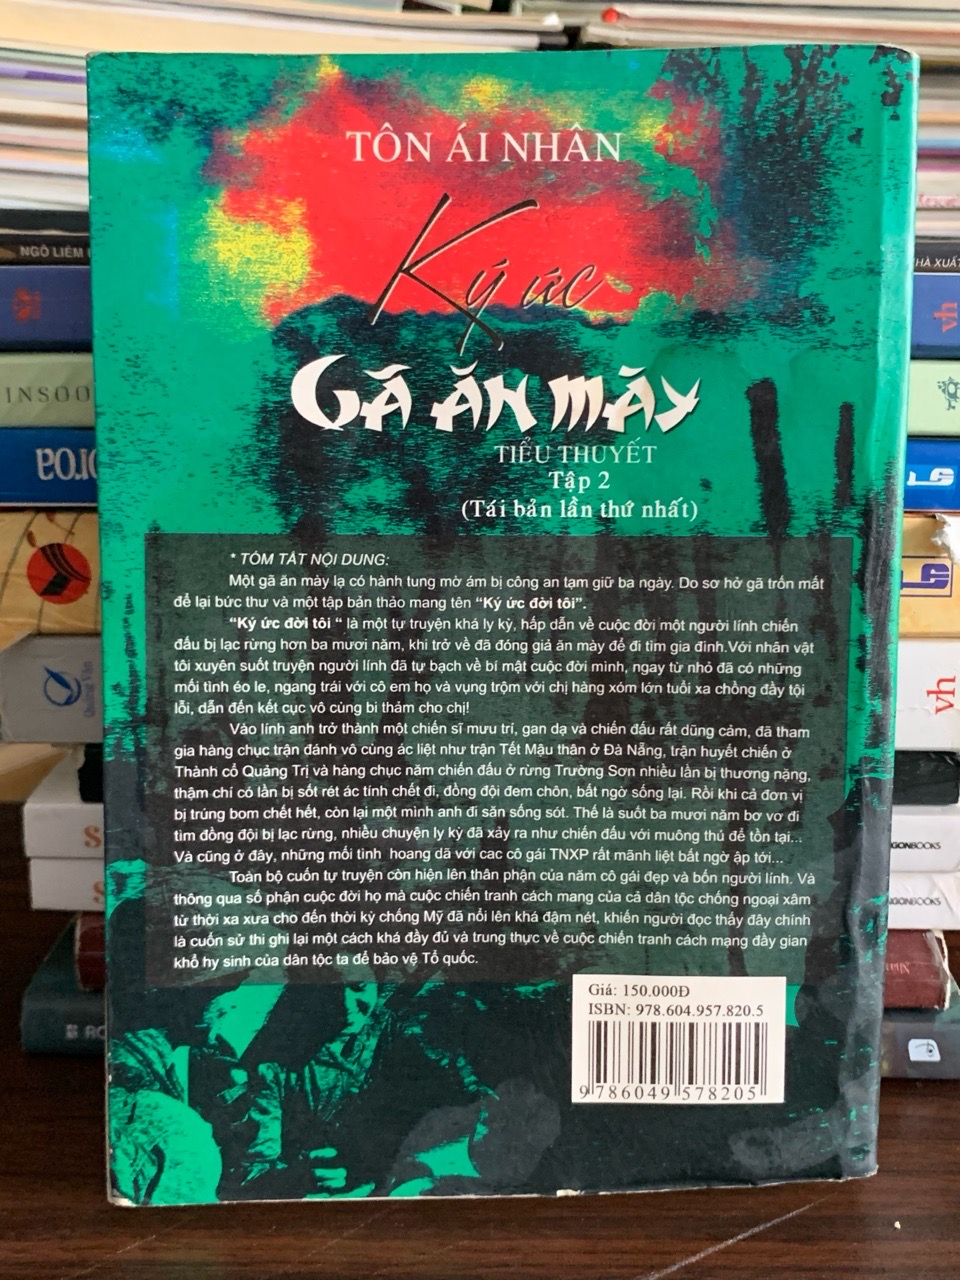 TÔN ÁI NHÂN
Ký ức
GÃ ĂN MÀY
TIỂU THUYẾT
Tập 2
(Tái bản lần thứ nhất)
* TÓM TẮT NỘI DUNG:
Một gã ăn mày lạ có hành tung mờ ám bị công an tạm giữ ba ngày. Do sơ hở gã trốn mất
để lại bức thư và một tập bản thảo mang tên “Ký ức đời tôi”.
“Ký ức đời tôi “ là một tự truyện khá ly kỳ, hấp dẫn về cuộc đời một người lính chiến
đấu bị lạc rừng hơn ba mươi năm, khi trở về đã đóng giả ăn mày để đi tìm gia đình.Với nhân vật
tôi xuyên suốt truyện người lính đã tự bạch về bí mật cuộc đời mình, ngay từ nhỏ đã có những
mối tình éo le, ngang trái với cô em họ và vụng trộm với chị hàng xóm lớn tuổi xa chồng đầy tội
lỗi, dẫn đến kết cục vô cùng bi thảm cho chị!
Vào lính anh trở thành một chiến sĩ mưu trí, gan dạ và chiến đấu rất dũng cảm, đã tham
gia hàng chục trận đánh vô cùng ác liệt như trận Tết Mậu thân ở Đà Nẵng, trận huyết chiến ở
Thành cổ Quảng Trị và hàng chục năm chiến đấu ở rừng Trường Sơn nhiều lần bị thương nặng,
thậm chí có lần bị sốt rét ác tính chết đi, đồng đội đem chôn, bất ngờ sống lại. Rồi khi cả đơn vị
bị trúng bom chết hết, còn lại một mình anh đi săn sống sót. Thế là suốt ba mươi năm bơ vơ đi
tìm đồng đội bị lạc rừng, nhiều chuyện ly kỳ đã xảy ra như chiến đấu với muông thú để tồn tại...
Và cũng ở đây, những mối tình hoang dã với cac cô gái TNXP rất mãnh liệt bất ngờ ập tới...
Toàn bộ cuốn tự truyện còn hiện lên thân phận của năm cô gái đẹp và bốn người lính. Và
thông qua số phận cuộc đời họ mà cuộc chiến tranh cách mang của cả dân tộc chống ngoại xâm
từ thời xa xưa cho đến thời kỳ chống Mỹ đã nổi lên khá đậm nét, khiến người đọc thấy đây chính
là cuốn sử thi ghi lại một cách khá đầy đủ và trung thực về cuộc chiến tranh cách mạng đầy gian
khổ hy sinh của dân tộc ta để bảo vệ Tổ quốc.
Giá: 150.000Đ
ISBN: 978.604.957.820.5
9 786049 578205
NGÔ LIÊM
HÀ XUẤT
INSOO
vh
LG
vh
GONBOOKS